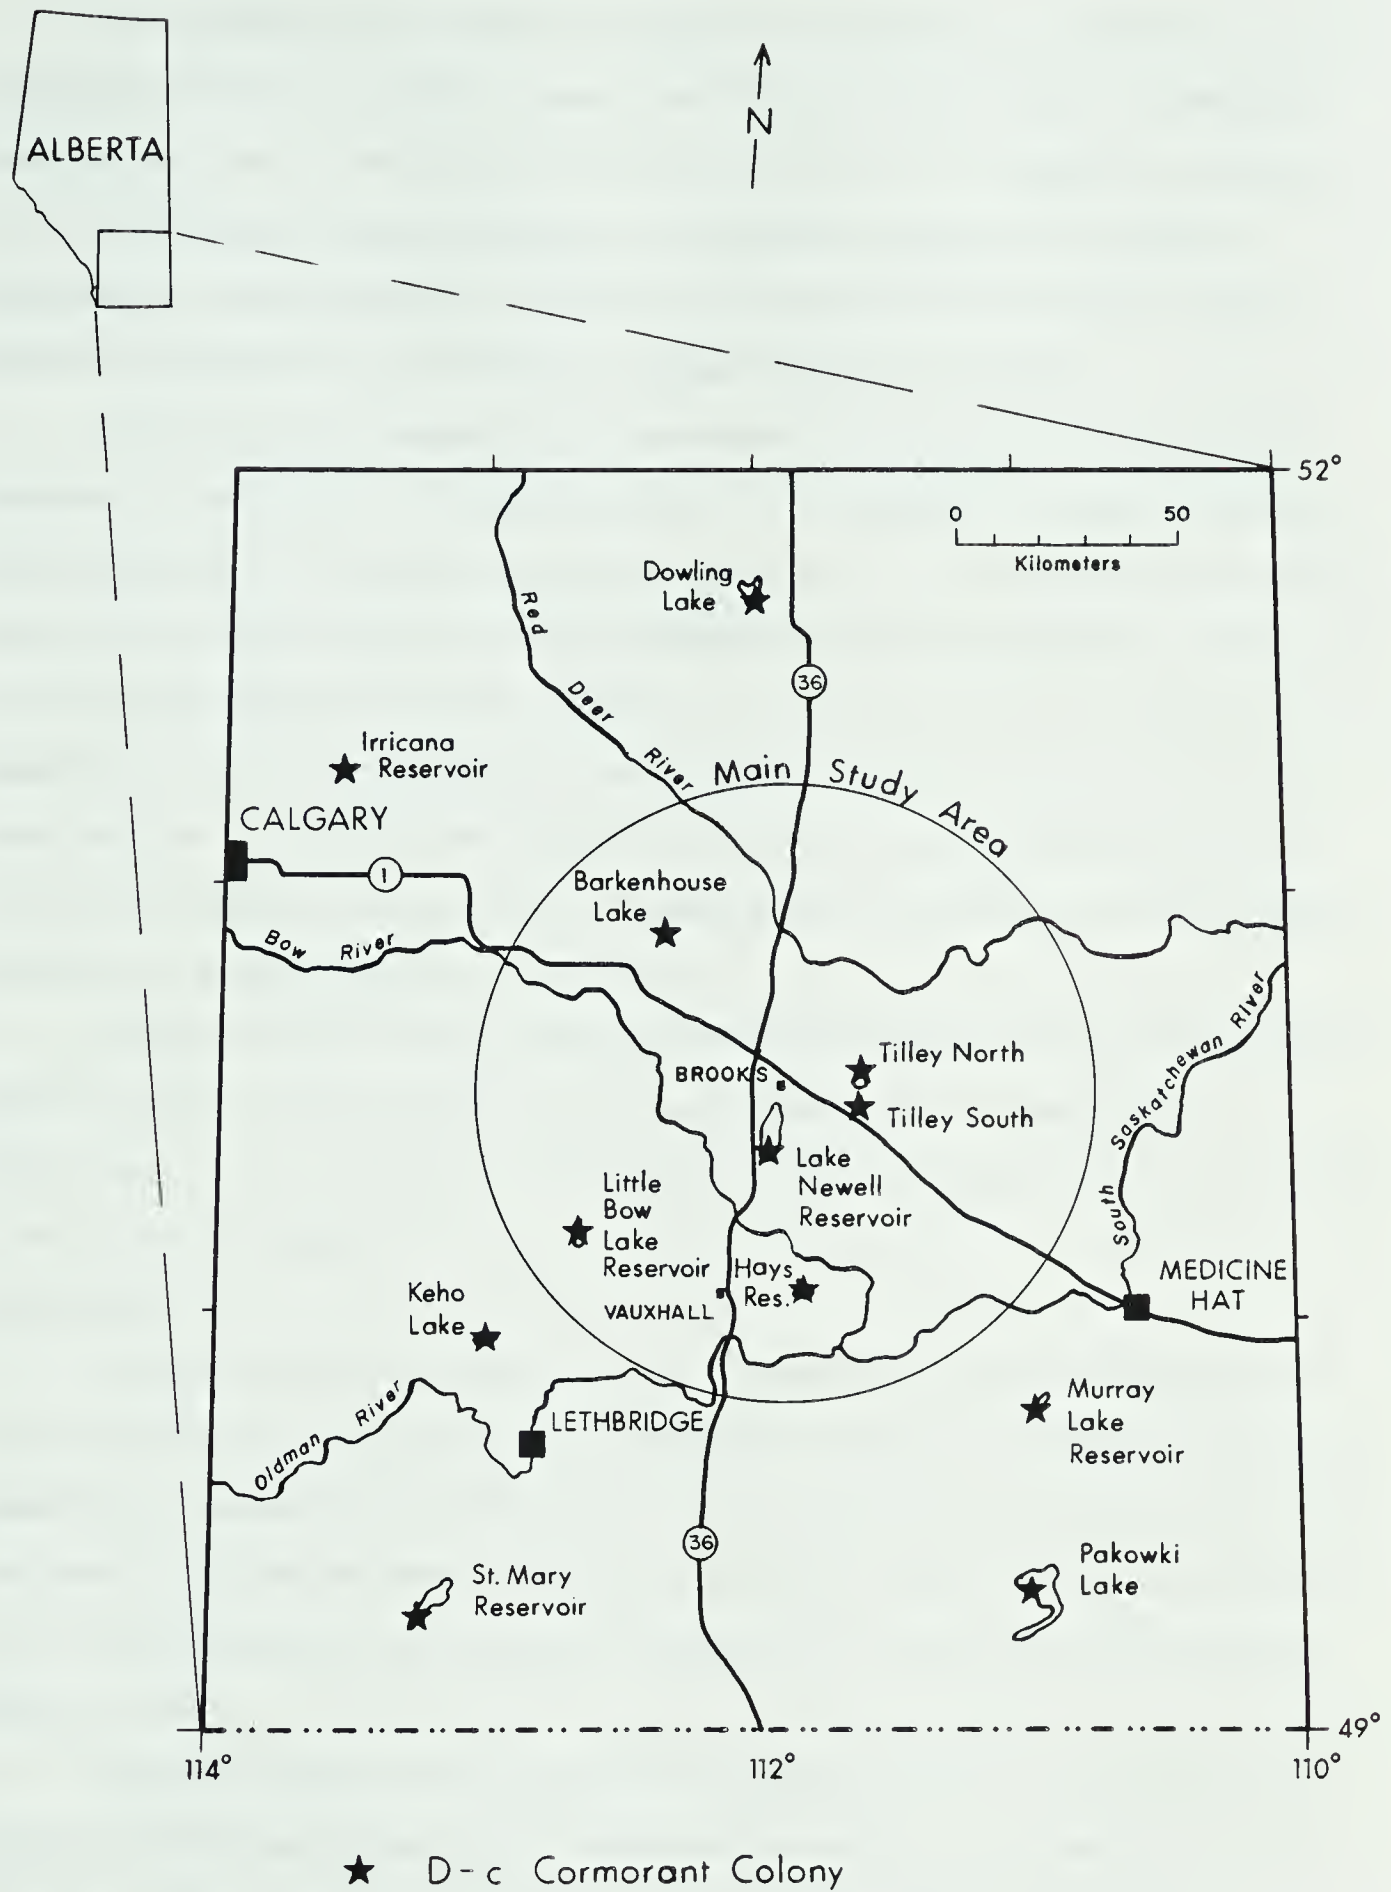 ALBERTA
N
52°
0 50
Kilometers
Dowling
Lake
Red Deer River
36
Irricana
Reservoir
Main Study Area
CALGARY
1
Barkenhouse
Lake
Bow River
Tilley North
BROOKS
Tilley South
South Saskatchewan River
Lake
Newell
Reservoir
Little
Bow
Lake
Reservoir
Hays
Res.
MEDICINE
HAT
Keho
Lake
VAUXHALL
Oldman River
LETHBRIDGE
Murray
Lake
Reservoir
36
Pakowki
Lake
St. Mary
Reservoir
49°
114° 112° 110°
D-c Cormorant Colony